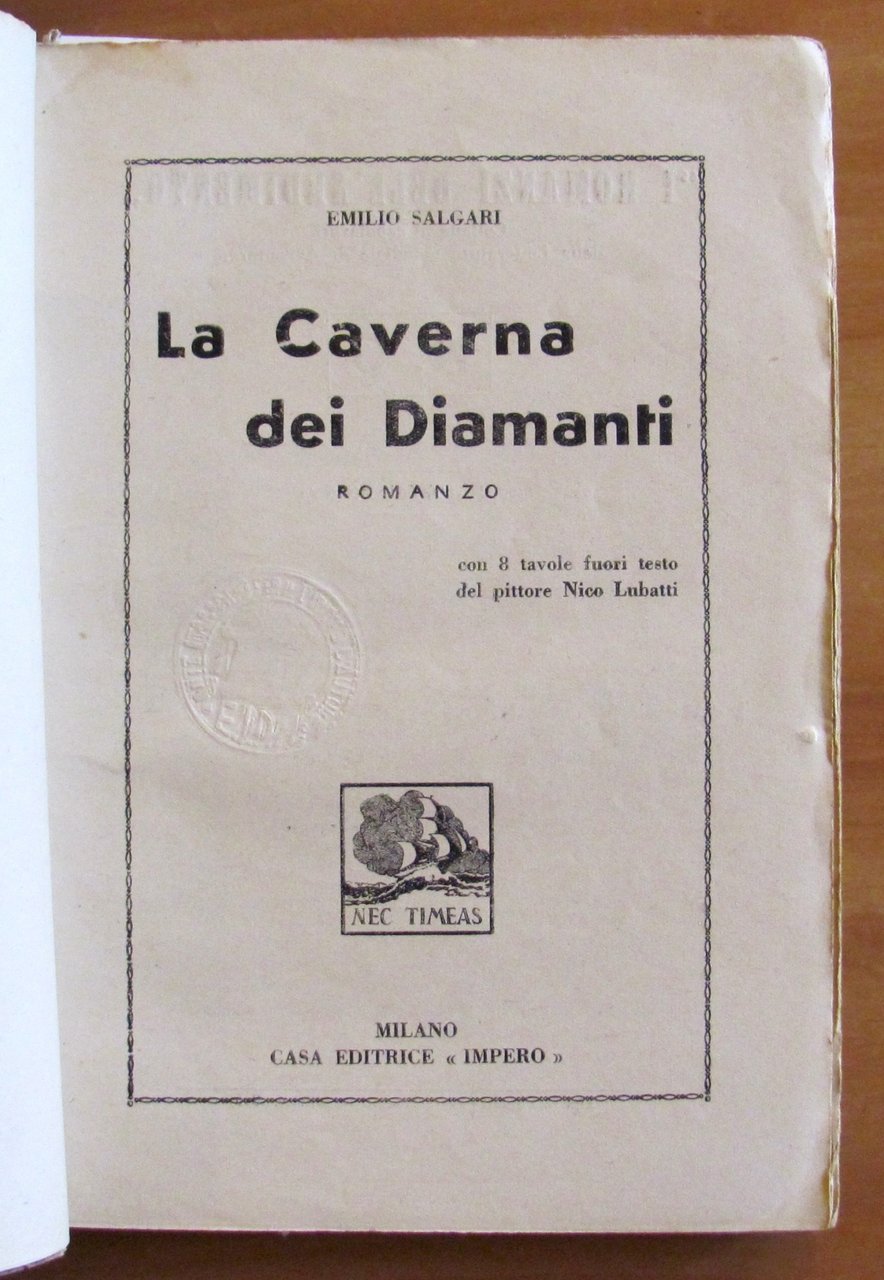 EMILIO SALGARI
La Caverna
dei Diamanti
ROMANZO
con 8 tavole fuori testo
del pittore Nico Lubatti
NEC TIMEAS
MILANO
CASA EDITRICE « IMPERO »